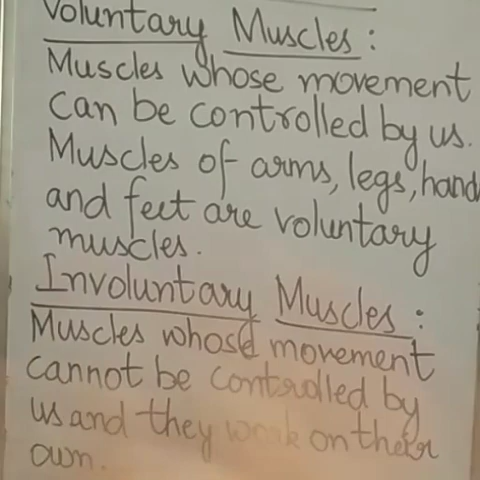 Voluntary Muscles :
Muscles whose movement
can be controlled by us.
Muscles of arms, legs, hand
and feet are voluntary
muscles.
Involuntary Muscles :
Muscles whose movement
cannot be controlled by
us and they work on their
own.